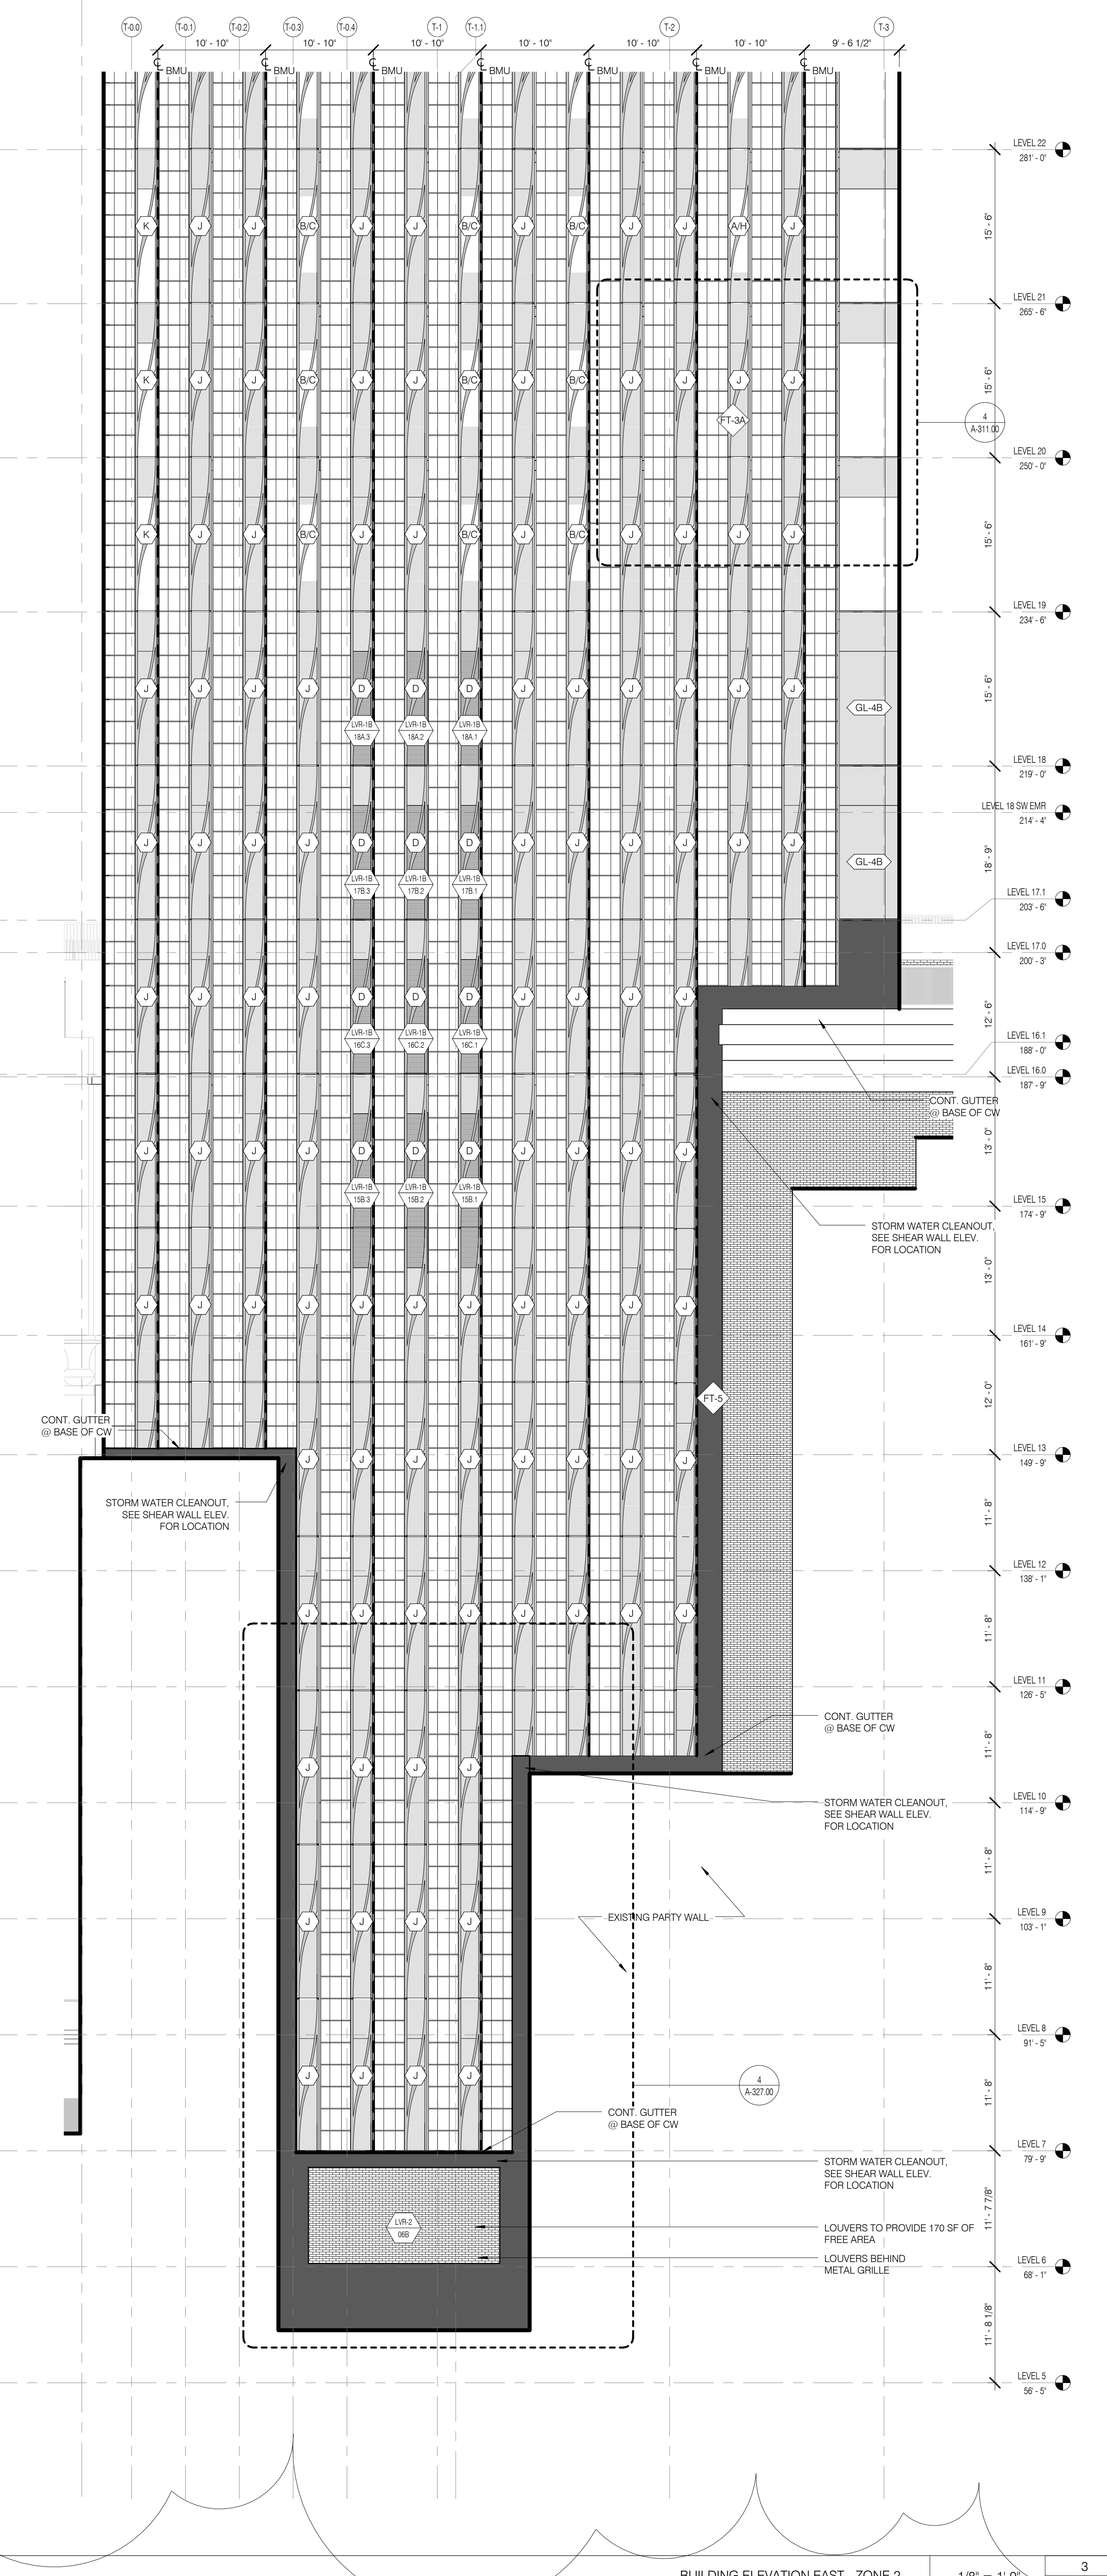 T-0.0 T-0.1 T-0.2 T-0.3 T-0.4 T-1 T-1.1 T-2 T-3
10' - 10" 10' - 10" 10' - 10" 10' - 10" 10' - 10" 10' - 10" 9' - 6 1/2"
BMU BMU BMU BMU BMU BMU BMU
LEVEL 22
281' - 0"
15' - 6"
K J J B/C J J B/C J B/C J J A/H J
LEVEL 21
265' - 6"
15' - 6"
K J J B/C J J B/C J B/C J J J J
FT-3A
4
A-311.00
LEVEL 20
250' - 0"
15' - 6"
K J J B/C J J B/C J B/C J J J J
LEVEL 19
234' - 6"
15' - 6"
J J J J D D D J J J J J J
GL-4B
LVR-1B LVR-1B LVR-1B
18A.3 18A.2 18A.1
LEVEL 18
219' - 0"
LEVEL 18 SW EMR
214' - 4"
18' - 9"
J J J J D D D J J J J J J
GL-4B
LVR-1B LVR-1B LVR-1B
17B.3 17B.2 17B.1
LEVEL 17.1
203' - 6"
LEVEL 17.0
200' - 3"
12' - 6"
J J J J D D D J J J J
LVR-1B LVR-1B LVR-1B
16C.3 16C.2 16C.1
LEVEL 16.1
188' - 0"
LEVEL 16.0
187' - 9"
CONT. GUTTER
@ BASE OF CW
13' - 0"
J J J J D D D J J J J
LVR-1B LVR-1B LVR-1B
15B.3 15B.2 15B.1
LEVEL 15
174' - 9"
STORM WATER CLEANOUT,
SEE SHEAR WALL ELEV.
FOR LOCATION
13' - 0"
J J J J J J J J J J J
LEVEL 14
161' - 9"
12' - 0"
FT-5
CONT. GUTTER
@ BASE OF CW
LEVEL 13
149' - 9"
J J J J J J J J
STORM WATER CLEANOUT,
SEE SHEAR WALL ELEV.
FOR LOCATION
11' - 8"
LEVEL 12
138' - 1"
J J J J J J J J
11' - 8"
LEVEL 11
126' - 5"
CONT. GUTTER
@ BASE OF CW
11' - 8"
J J J J
STORM WATER CLEANOUT,
SEE SHEAR WALL ELEV.
FOR LOCATION
LEVEL 10
114' - 9"
11' - 8"
J J J J
EXISTING PARTY WALL
LEVEL 9
103' - 1"
11' - 8"
LEVEL 8
91' - 5"
J J J J
4
A-327.00
11' - 8"
CONT. GUTTER
@ BASE OF CW
LEVEL 7
79' - 9"
STORM WATER CLEANOUT,
SEE SHEAR WALL ELEV.
FOR LOCATION
11' - 7 7/8"
LVR-2
06B
LOUVERS TO PROVIDE 170 SF OF
FREE AREA
LOUVERS BEHIND
METAL GRILLE
LEVEL 6
68' - 1"
11' - 8 1/8"
LEVEL 5
56' - 5"
BUILDING ELEVATION EAST - ZONE 2 1/8" = 1'-0" 3